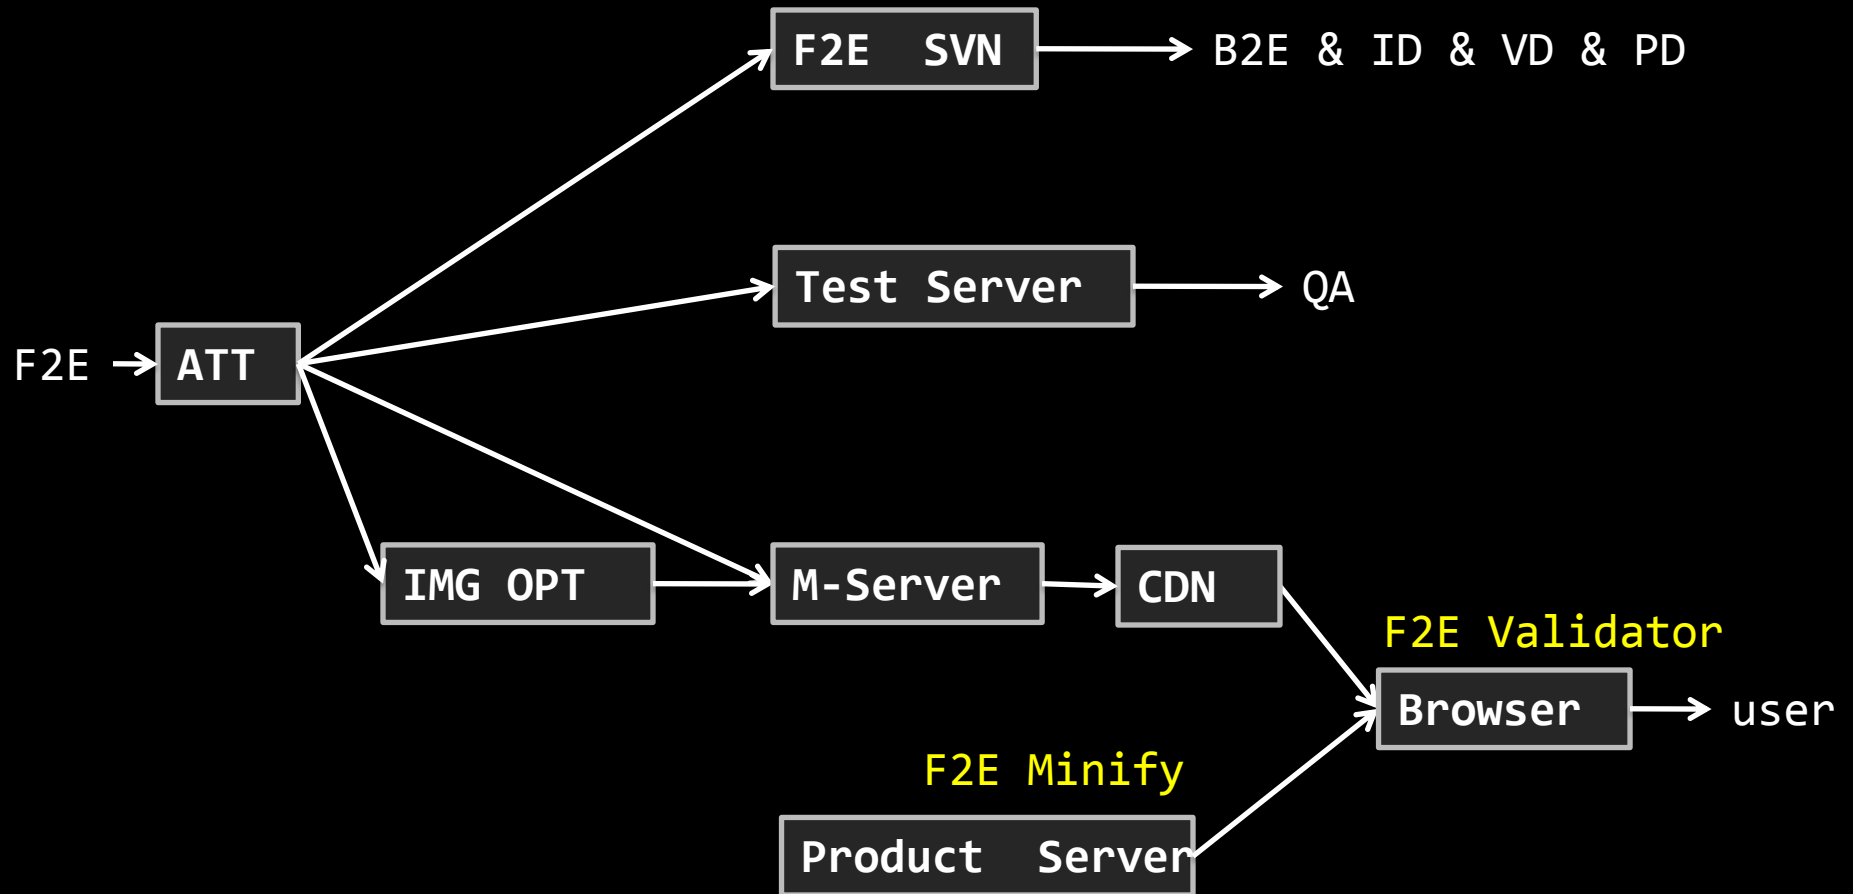 F2E SVN
B2E & ID & VD & PD
Test Server
QA
F2E
ATT
IMG OPT
M-Server
CDN
F2E Validator
Browser
user
F2E Minify
Product Server